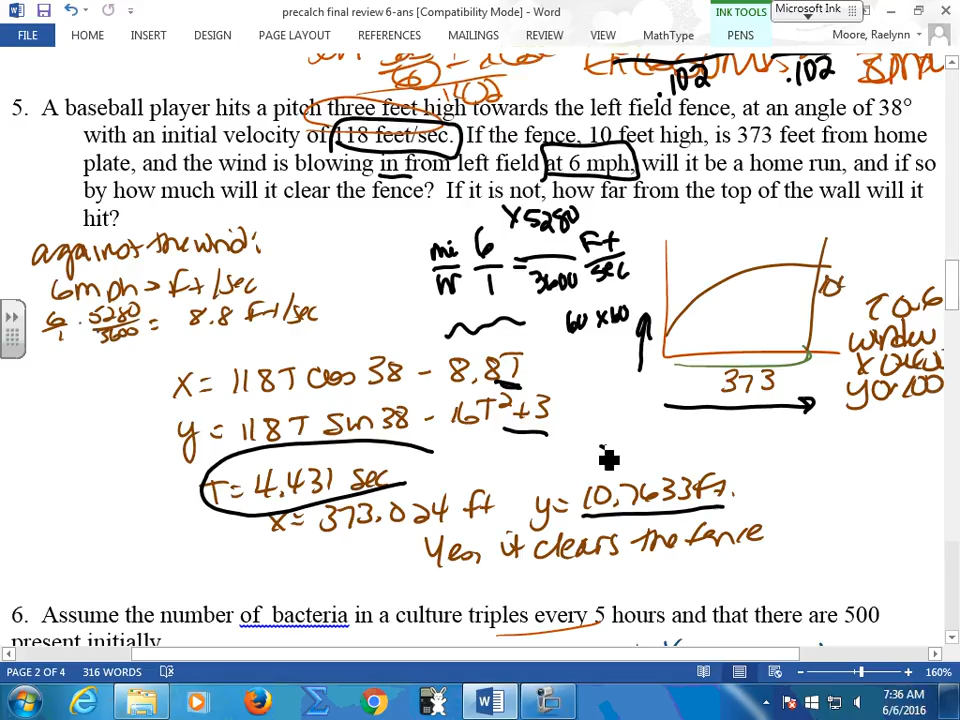 precalch final review 6-ans [Compatibility Mode] - Word
INK TOOLS
Microsoft Ink
FILE HOME INSERT DESIGN PAGE LAYOUT REFERENCES MAILINGS REVIEW VIEW MathType PENS Moore, Raelynn
.102 .102
5. A baseball player hits a pitch three feet high towards the left field fence, at an angle of 38°
with an initial velocity of 118 feet/sec. If the fence, 10 feet high, is 373 feet from home
plate, and the wind is blowing in from left field at 6 mph, will it be a home run, and if so
by how much will it clear the fence? If it is not, how far from the top of the wall will it
hit?
against the wind:
6mph > Ft/sec
6/1 · 5280/3600 = 8.8 Ft/sec
x 5280
mi 6 = Ft
hr 1 3600 sec
60 x 60
10
T 0, 6
window
373
x = 118T cos 38 - 8.8T
y = 118T sin 38 - 16T² + 3
T = 4.431 sec
x = 373.024 ft y = 10.7633 ft.
Yes, it clears the fence
6. Assume the number of bacteria in a culture triples every 5 hours and that there are 500
present initially.
PAGE 2 OF 4 316 WORDS 160%
7:36 AM
6/6/2016